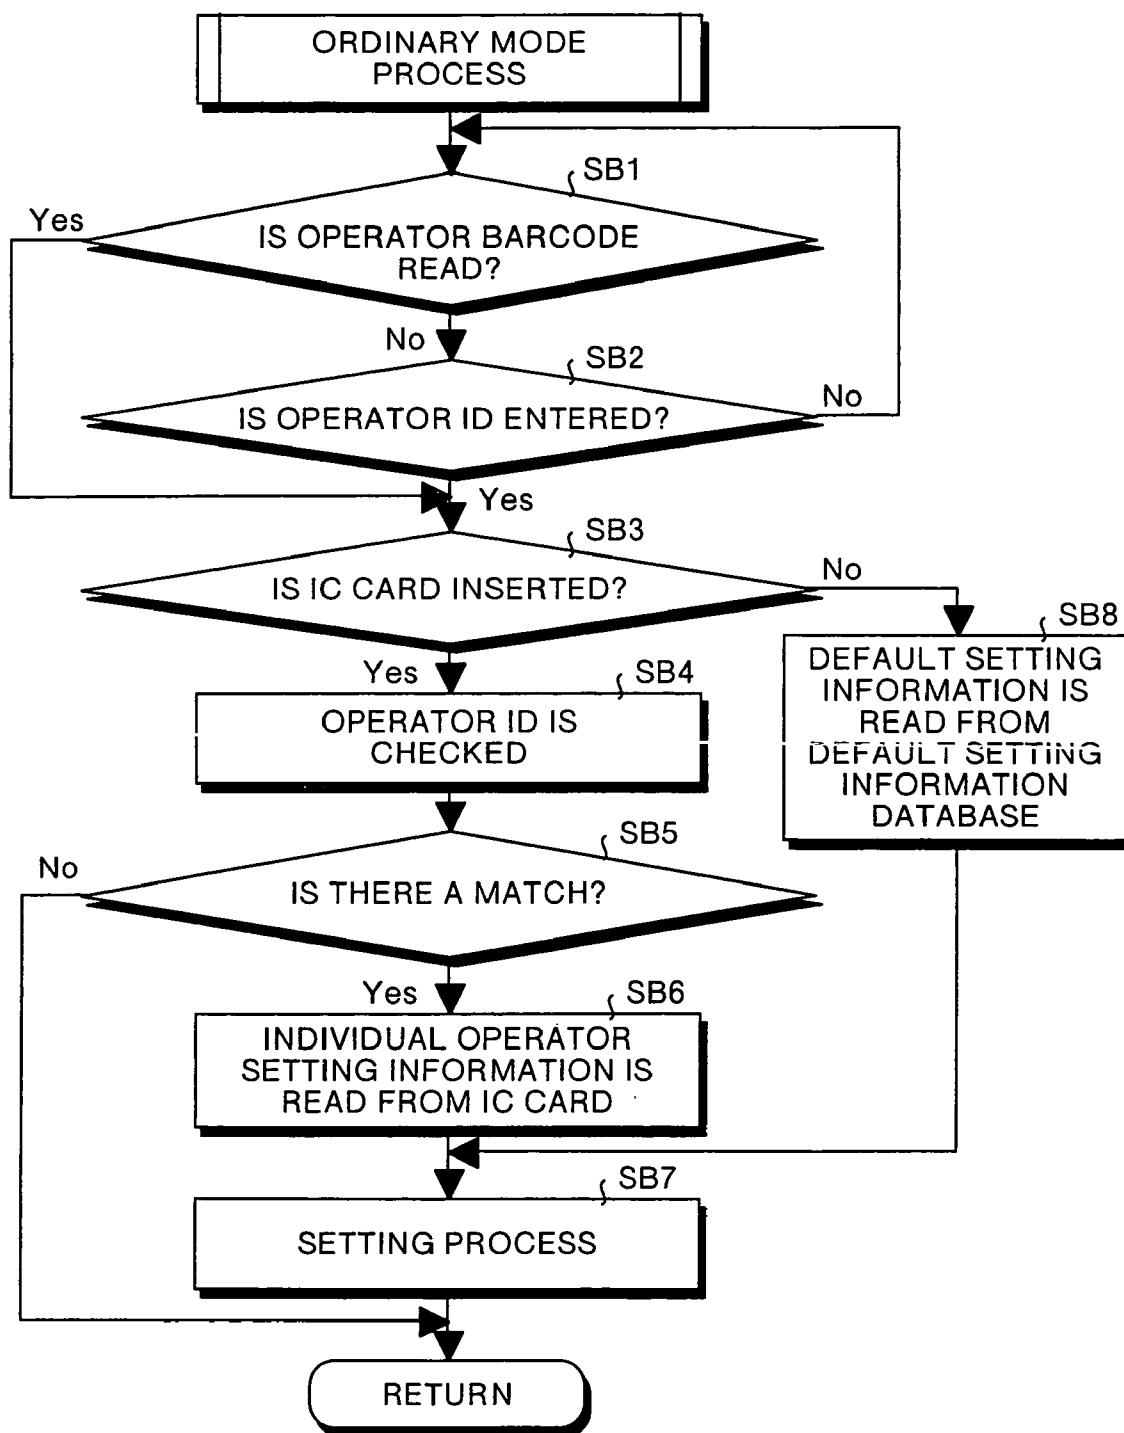 ORDINARY MODE
PROCESS
SB1
Yes
IS OPERATOR BARCODE
READ?
No
SB2
IS OPERATOR ID ENTERED?
No
Yes
SB3
IS IC CARD INSERTED?
No
SB8
DEFAULT SETTING
INFORMATION IS
READ FROM
DEFAULT SETTING
INFORMATION
DATABASE
Yes
SB4
OPERATOR ID IS
CHECKED
SB5
No
IS THERE A MATCH?
Yes
SB6
INDIVIDUAL OPERATOR
SETTING INFORMATION IS
READ FROM IC CARD
SB7
SETTING PROCESS
RETURN